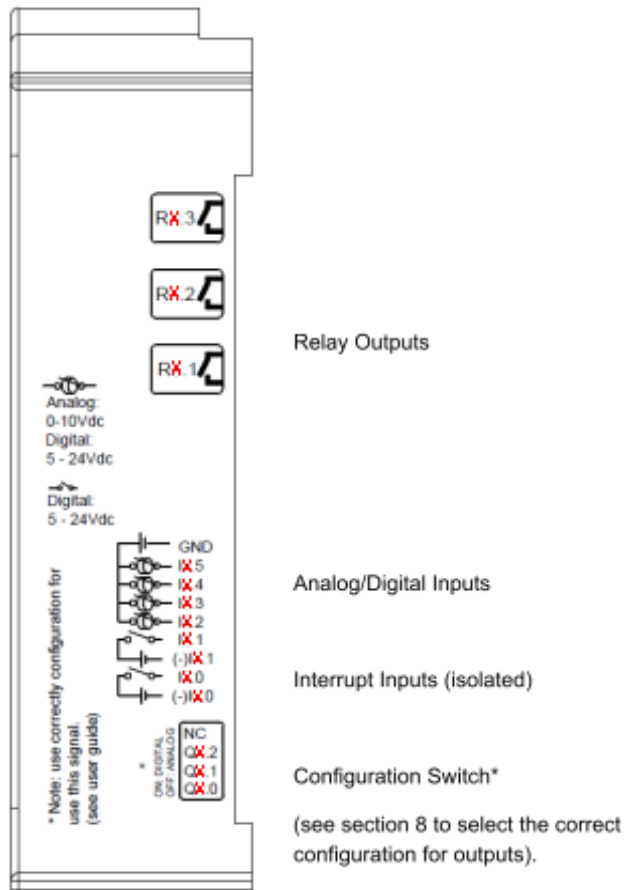 RX.3
RX.2
Relay Outputs
RX.1
Analog:
0-10Vdc
Digital:
5 - 24Vdc
Digital:
5 - 24Vdc
GND
IX.5
IX.4
Analog/Digital Inputs
IX.3
IX.2
IX.1
(-)IX.1
IX.0
Interrupt Inputs (isolated)
(-)IX.0
* Note: use correctly configuration for
use this signal.
(see user guide)
*
ON: DIGITAL
OFF: ANALOG
NC
QX.2
QX.1
QX.0
Configuration Switch*
(see section 8 to select the correct
configuration for outputs).